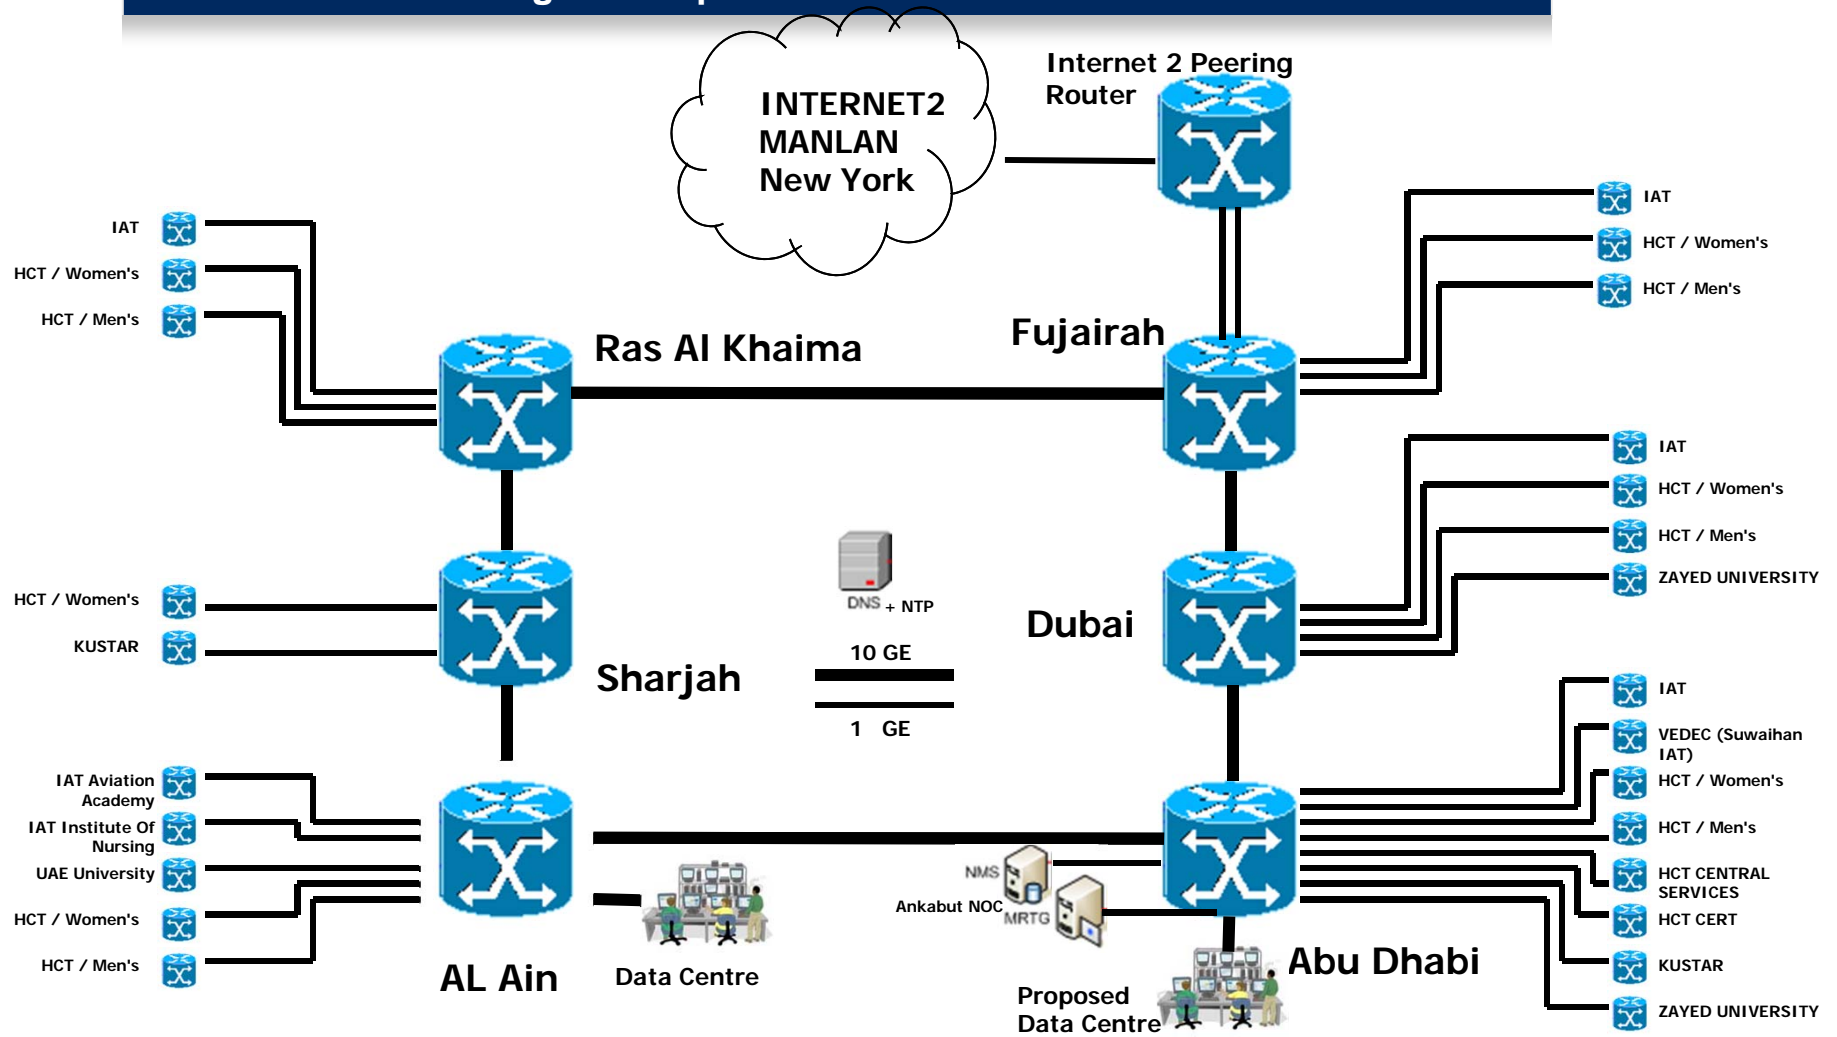 Internet 2 Peering
Router
INTERNET2
MANLAN
New York
IAT
HCT / Women's
HCT / Men's
IAT
HCT / Women's
HCT / Men's
Ras Al Khaima
Fujairah
IAT
HCT / Women's
HCT / Men's
ZAYED UNIVERSITY
HCT / Women's
KUSTAR
DNS + NTP
Dubai
10 GE
Sharjah
1 GE
IAT
VEDEC (Suwaihan
IAT)
HCT / Women's
HCT / Men's
HCT CENTRAL
SERVICES
HCT CERT
KUSTAR
ZAYED UNIVERSITY
IAT Aviation
Academy
IAT Institute Of
Nursing
UAE University
HCT / Women's
HCT / Men's
NMS
Ankabut NOC
MRTG
AL Ain
Data Centre
Abu Dhabi
Proposed
Data Centre